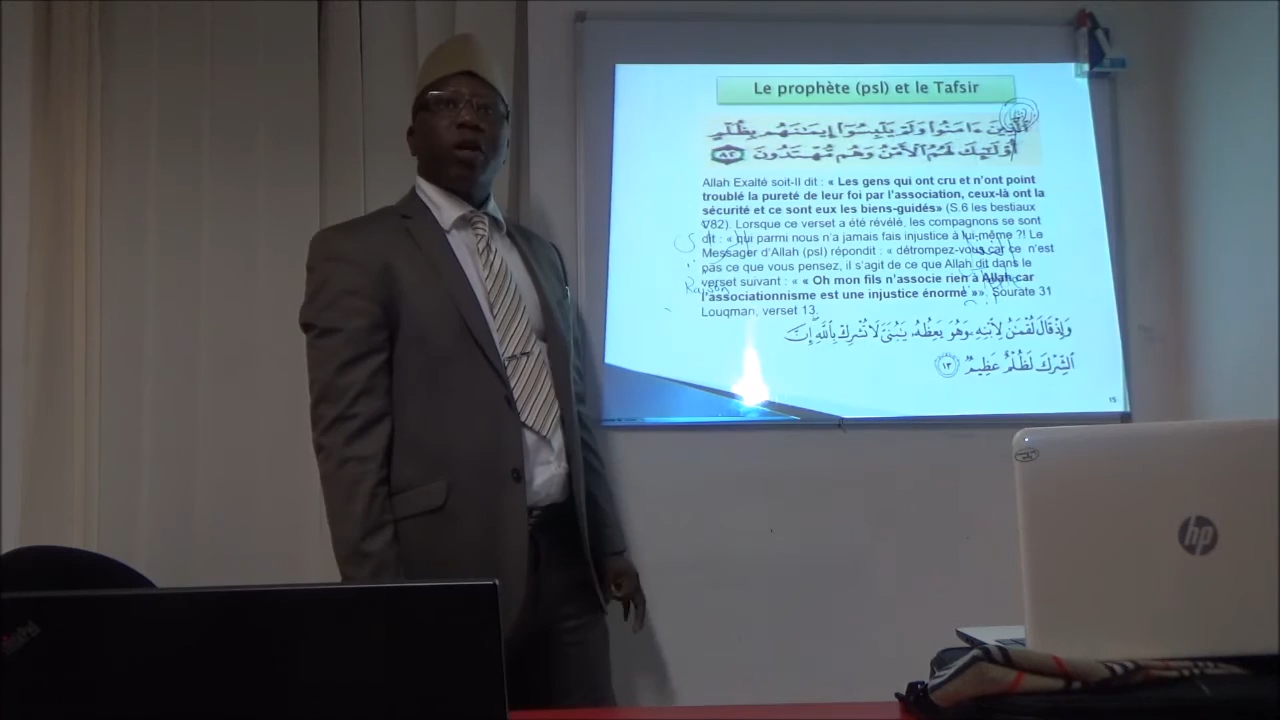 Le prophète (psl) et le Tafsir
ٱلَّذِينَ ءَامَنُوا۟ وَلَمْ يَلْبِسُوٓا۟ إِيمَـٰنَهُم بِظُلْمٍ
أُو۟لَـٰٓئِكَ لَهُمُ ٱلْأَمْنُ وَهُم مُّهْتَدُونَ ٨٢
Allah Exalté soit-Il dit : « Les gens qui ont cru et n'ont point
troublé la pureté de leur foi par l'association, ceux-là ont la
sécurité et ce sont eux les biens-guidés» (S.6 les bestiaux
V82). Lorsque ce verset a été révélé, les compagnons se sont
dit : « qui parmi nous n'a jamais fais injustice à lui-même ?! Le
Messager d'Allah (psl) répondit : « détrompez-vous car ce n'est
pas ce que vous pensez, il s'agit de ce que Allah dit dans le
verset suivant : « « Oh mon fils n'associe rien à Allah car
l'associationnisme est une injustice énorme »». Sourate 31
Louqman, verset 13.
وَإِذْ قَالَ لُقْمَـٰنُ لِٱبْنِهِۦ وَهُوَ يَعِظُهُۥ يَـٰبُنَىَّ لَا تُشْرِكْ بِٱللَّهِ إِنَّ
ٱلشِّرْكَ لَظُلْمٌ عَظِيمٌ ١٣
15
hp